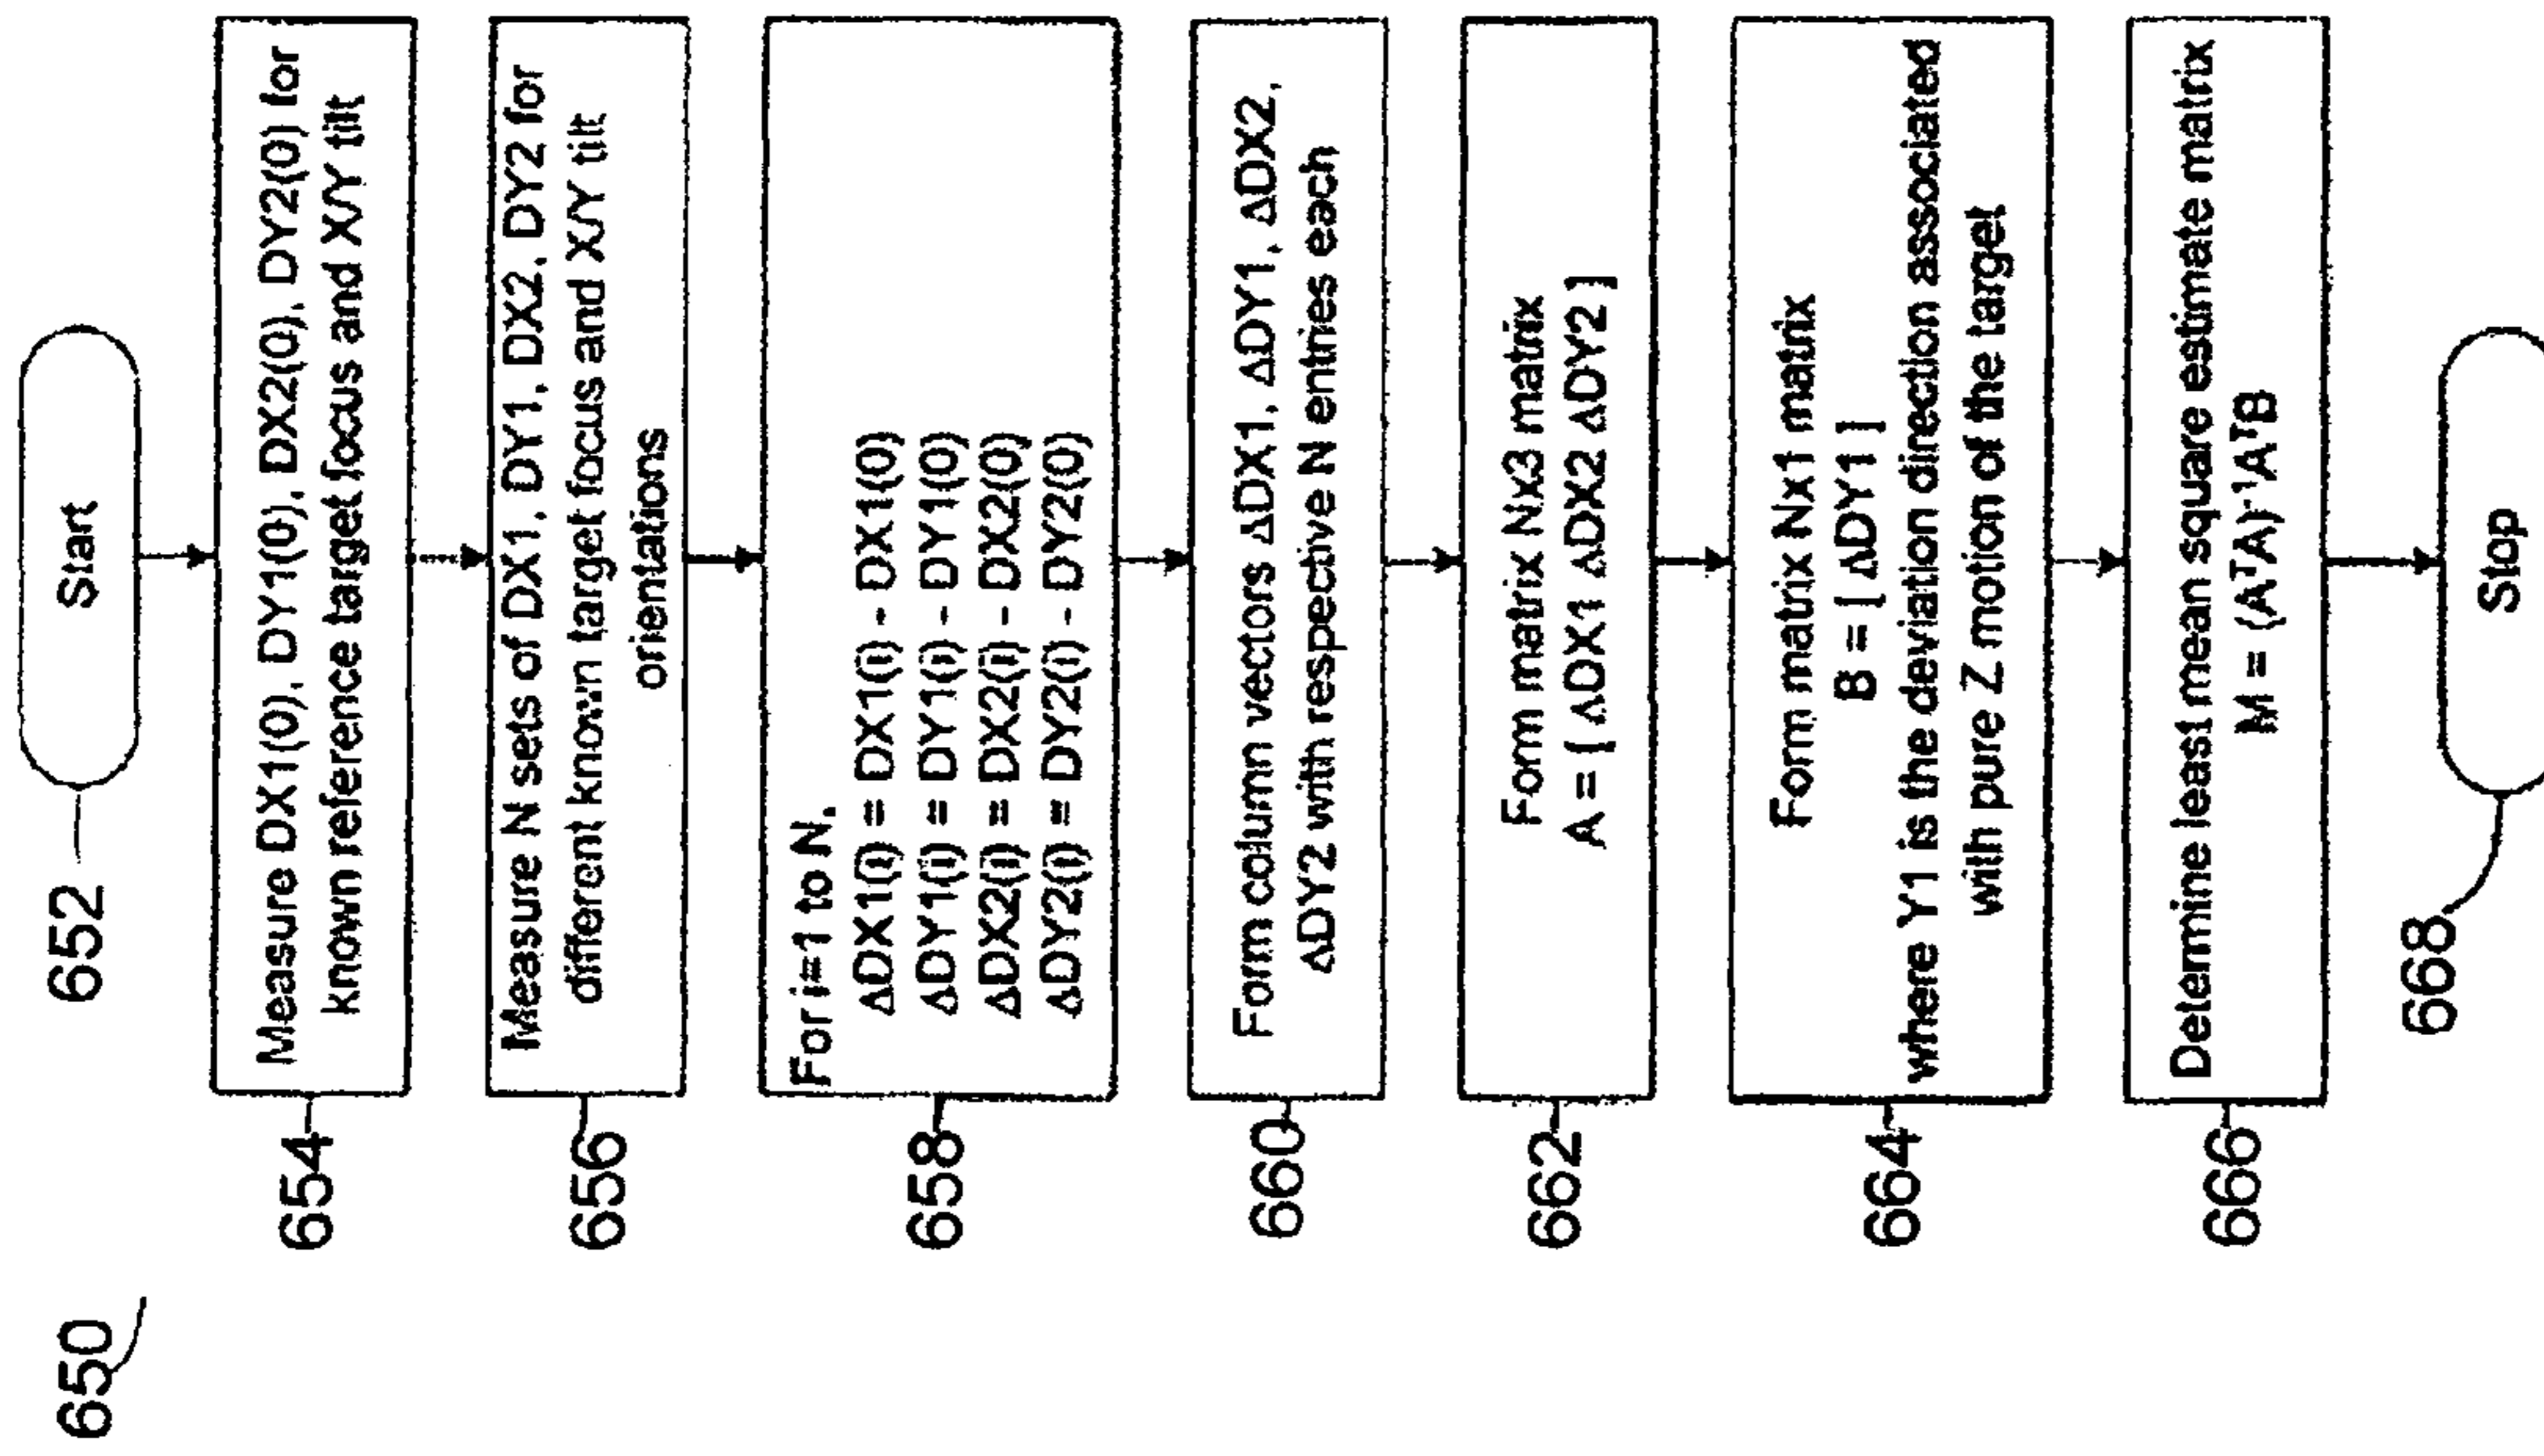 650
652
Start
654
Measure DX1(0), DY1(0), DX2(0), DY2(0) for
known reference target focus and X/Y tilt
656
Measure N sets of DX1, DY1, DX2, DY2 for
different known target focus and X/Y tilt
orientations
658
For i=1 to N,
ΔDX1(i) = DX1(i) - DX1(0)
ΔDY1(i) = DY1(i) - DY1(0)
ΔDX2(i) = DX2(i) - DX2(0)
ΔDY2(i) = DY2(i) - DY2(0)
660
Form column vectors ΔDX1, ΔDY1, ΔDX2,
ΔDY2 with respective N entries each
662
Form matrix Nx3 matrix
A = [ ΔDX1 ΔDX2 ΔDY2 ]
664
Form matrix Nx1 matrix
B = [ ΔDY1 ]
where Y1 is the deviation direction associated
with pure Z motion of the target
666
Determine least mean square estimate matrix
M = (AᵀA)⁻¹AᵀB
668
Stop